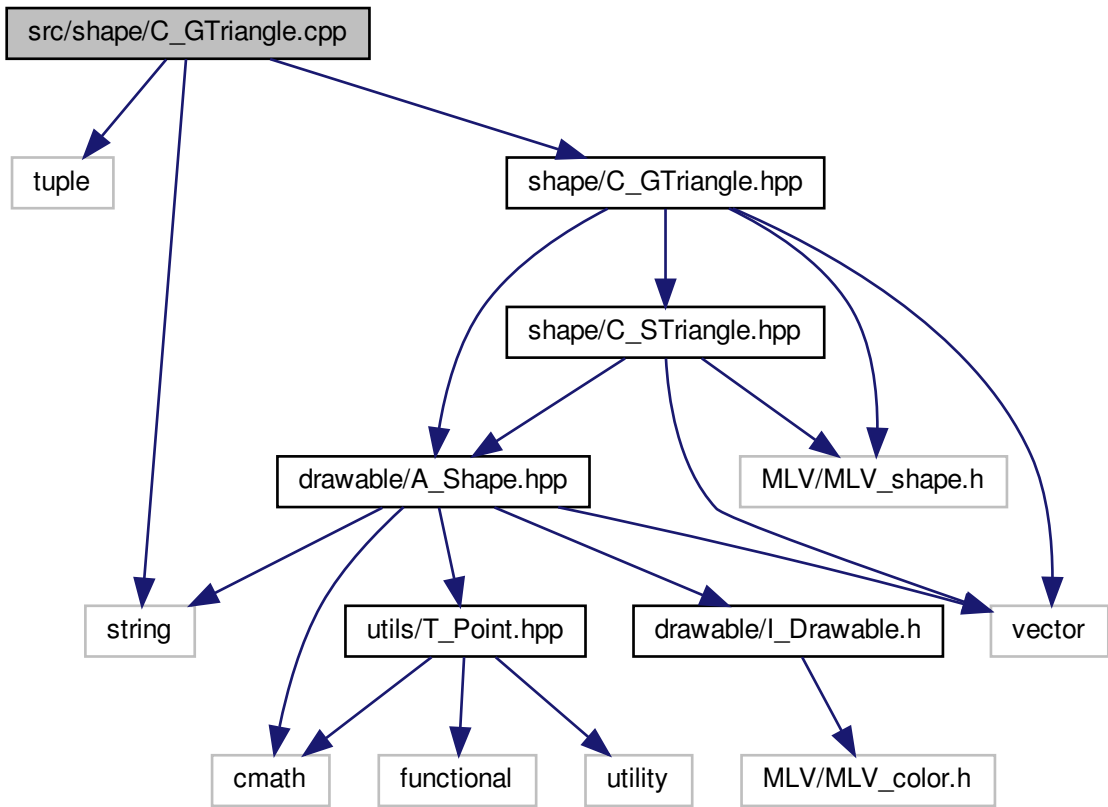 src/shape/C_GTriangle.cpp
tuple
shape/C_GTriangle.hpp
shape/C_STriangle.hpp
drawable/A_Shape.hpp
MLV/MLV_shape.h
string
utils/T_Point.hpp
drawable/I_Drawable.h
vector
cmath
functional
utility
MLV/MLV_color.h